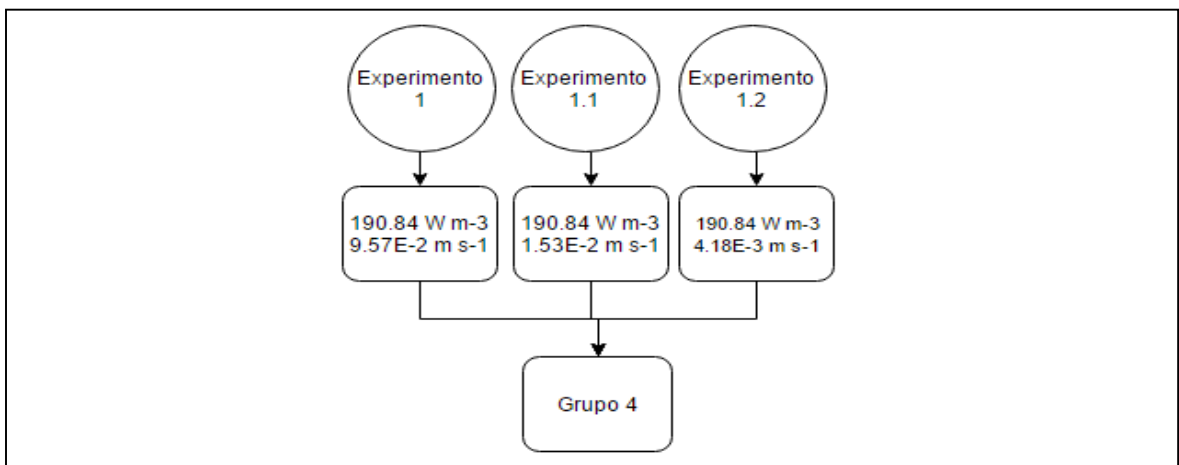 Experimento
1
Experimento
1.1
Experimento
1.2
190.84 W m-3
9.57E-2 m s-1
190.84 W m-3
1.53E-2 m s-1
190.84 W m-3
4.18E-3 m s-1
Grupo 4